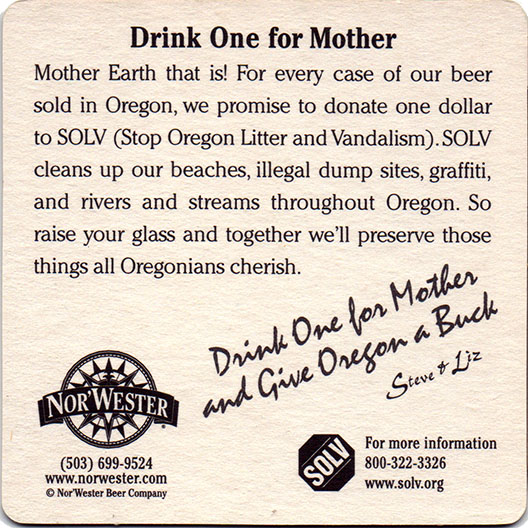 Drink One for Mother
Mother Earth that is! For every case of our beer
sold in Oregon, we promise to donate one dollar
to SOLV (Stop Oregon Litter and Vandalism). SOLV
cleans up our beaches, illegal dump sites, graffiti,
and rivers and streams throughout Oregon. So
raise your glass and together we'll preserve those
things all Oregonians cherish.
Drink One for Mother
and Give Oregon a Buck
Steve & Liz
NOR'WESTER
(503) 699-9524
www.norwester.com
© Nor'Wester Beer Company
SOLV
For more information
800-322-3326
www.solv.org